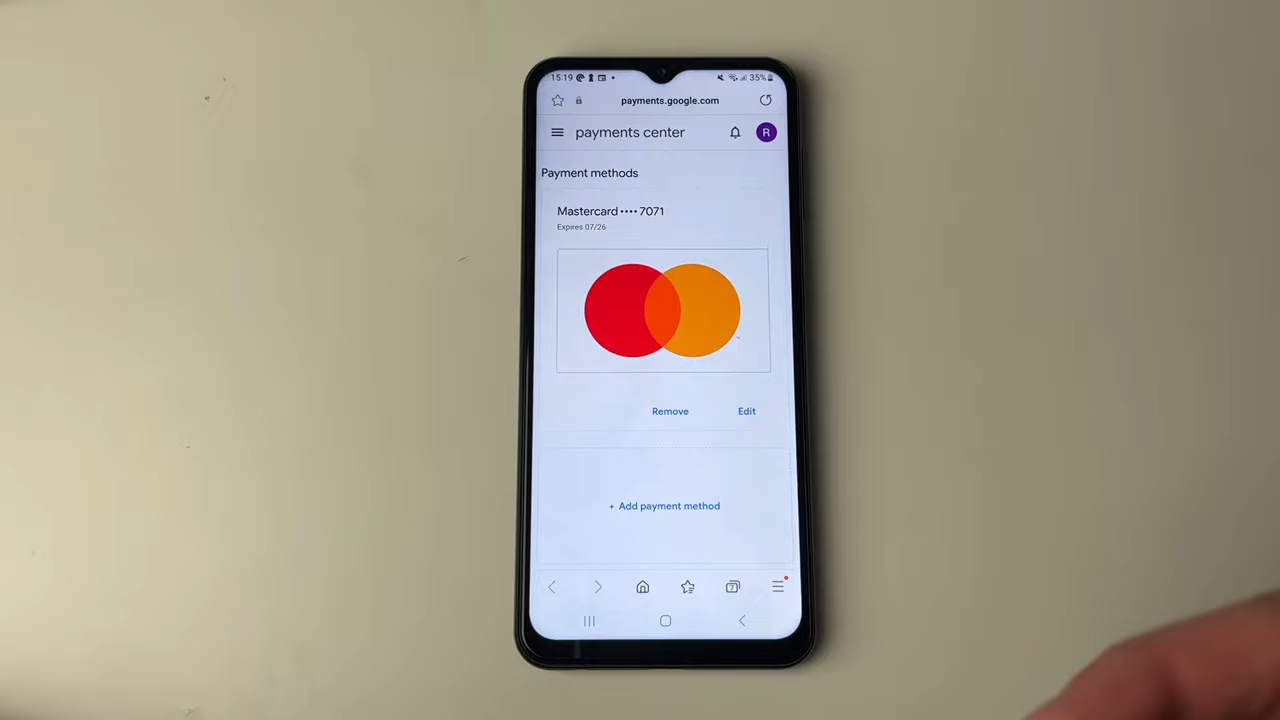 15:19 35%
payments.google.com
payments center R
Payment methods
Mastercard •••• 7071
Expires 07/26
Remove Edit
+ Add payment method
7